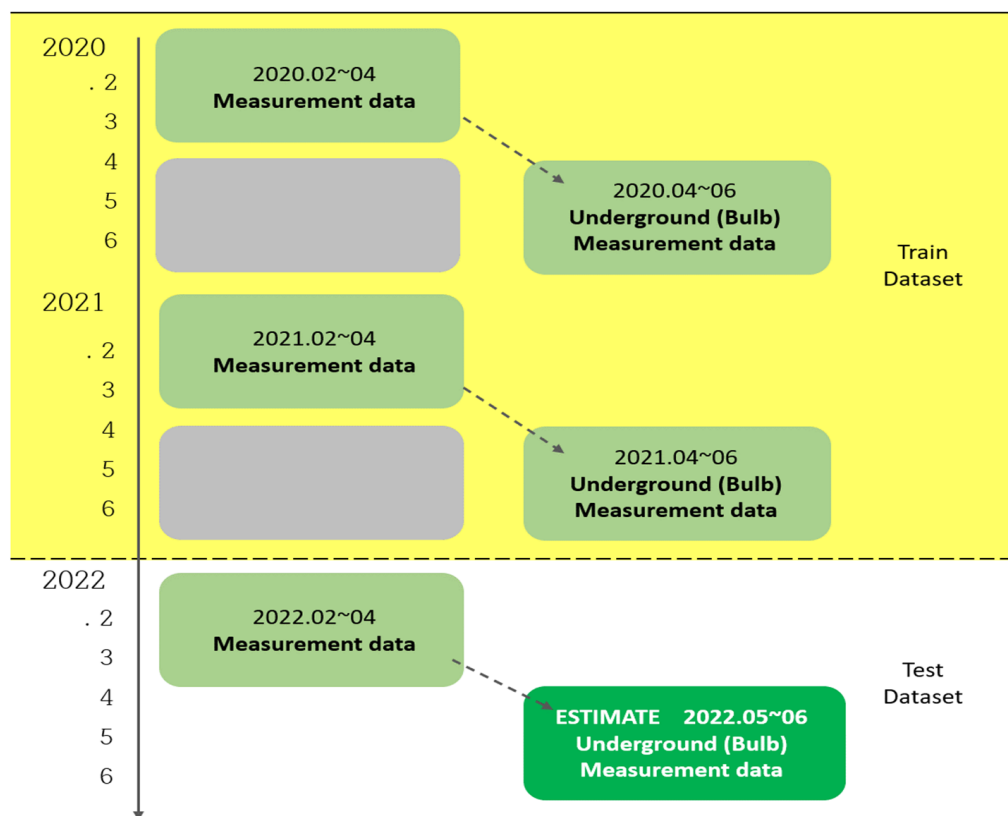 2020
. 2
3
4
5
6
2020.02~04
Measurement data
2020.04~06
Underground (Bulb)
Measurement data
Train
Dataset
2021
. 2
3
4
5
6
2021.02~04
Measurement data
2021.04~06
Underground (Bulb)
Measurement data
2022
. 2
3
4
5
6
2022.02~04
Measurement data
ESTIMATE 2022.05~06
Underground (Bulb)
Measurement data
Test
Dataset